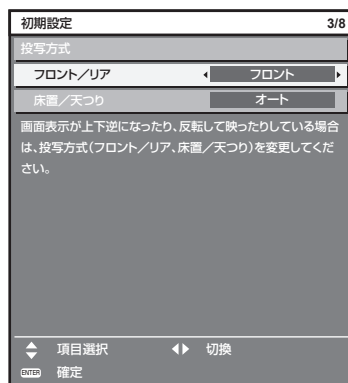 初期設定 3/8
投写方式
フロント／リア フロント
床置／天つり オート
画面表示が上下逆になったり、反転して映ったりしている場合
は、投写方式（フロント／リア、床置／天つり）を変更してくだ
さい。
項目選択 切換
ENTER 確定